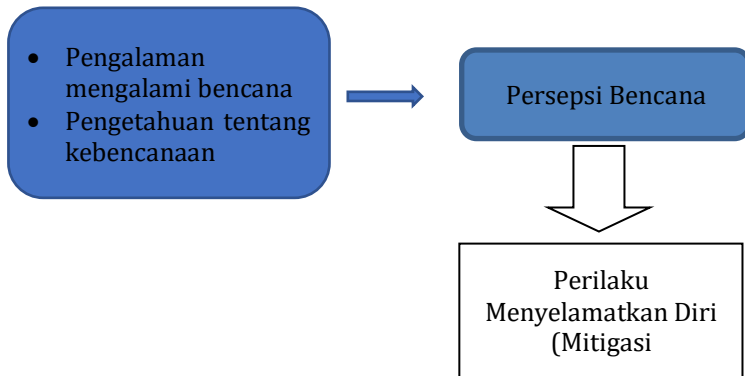 • Pengalaman
mengalami bencana
• Pengetahuan tentang
kebencanaan
Persepsi Bencana
Perilaku
Menyelamatkan Diri
(Mitigasi